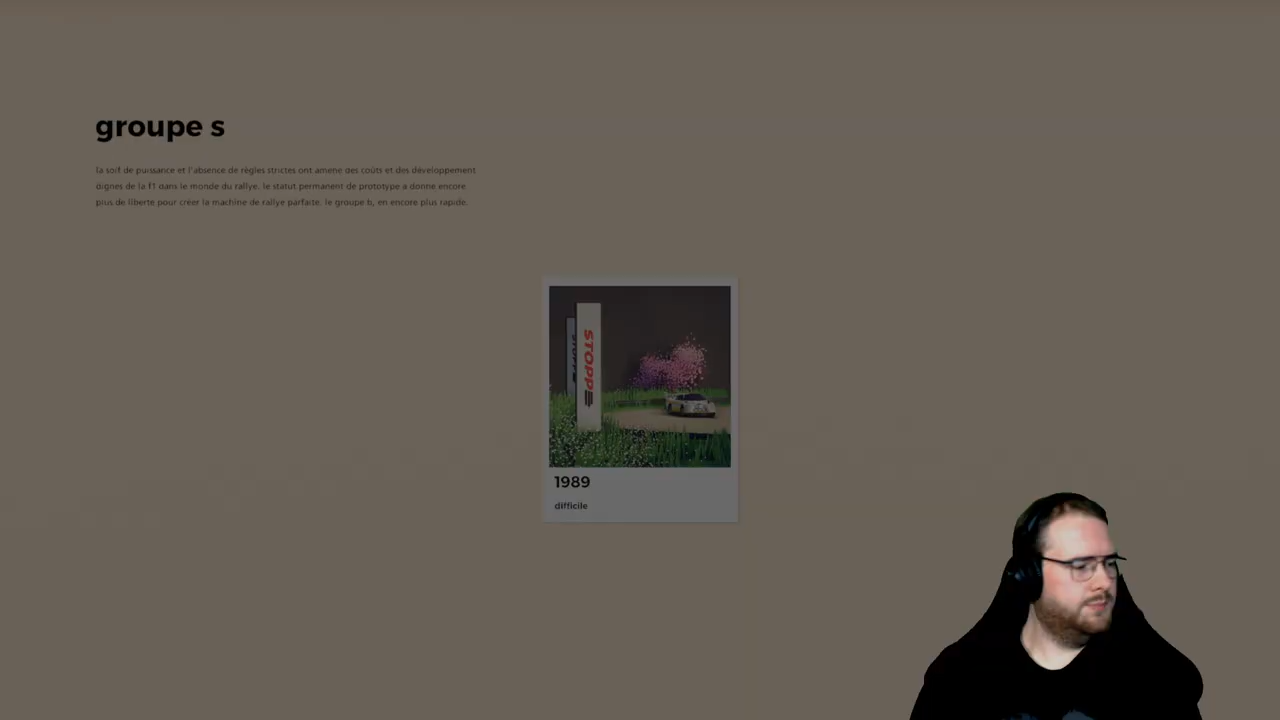 groupe s
la soif de puissance et l'absence de règles strictes ont amené des coûts et des développement
dignes de la f1 dans le monde du rallye. le statut permanent de prototype a donné encore
plus de liberté pour créer la machine de rallye parfaite. le groupe b, en encore plus rapide.
STOPP
STOPP
1989
difficile